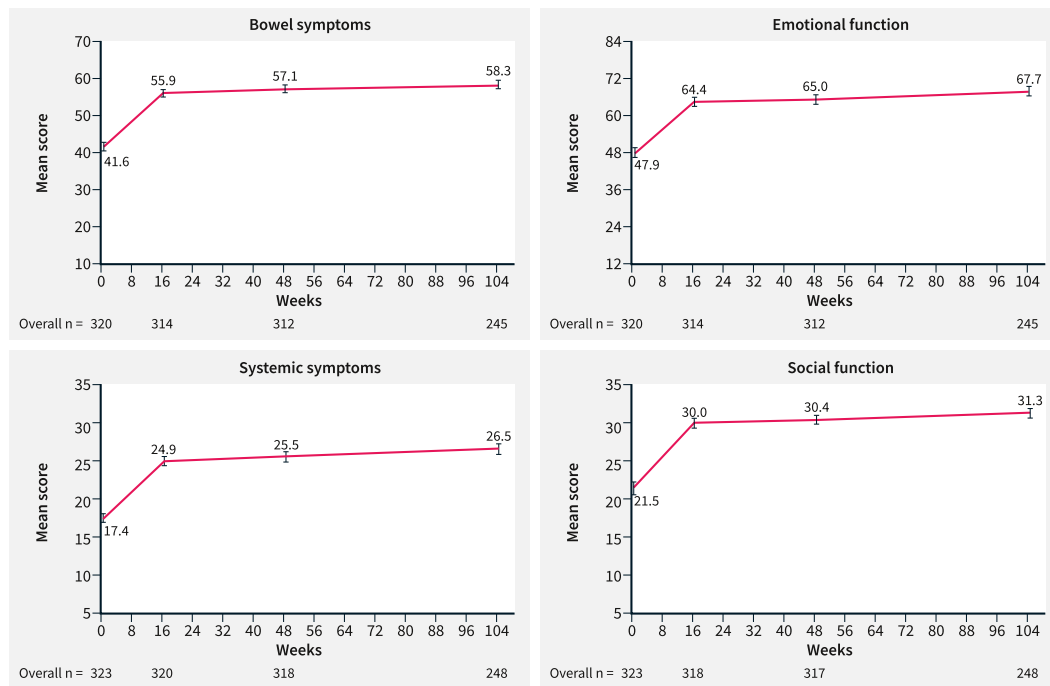 Bowel symptoms
70
60
50
40
30
20
10
Mean score
41.6
55.9
57.1
58.3
0 8 16 24 32 40 48 56 64 72 80 88 96 104
Weeks
Overall n = 320 314 312 245
Emotional function
84
72
60
48
36
24
12
Mean score
47.9
64.4
65.0
67.7
0 8 16 24 32 40 48 56 64 72 80 88 96 104
Weeks
Overall n = 320 314 312 245
Systemic symptoms
35
30
25
20
15
10
5
Mean score
17.4
24.9
25.5
26.5
0 8 16 24 32 40 48 56 64 72 80 88 96 104
Weeks
Overall n = 323 320 318 248
Social function
35
30
25
20
15
10
5
Mean score
21.5
30.0
30.4
31.3
0 8 16 24 32 40 48 56 64 72 80 88 96 104
Weeks
Overall n = 323 318 317 248